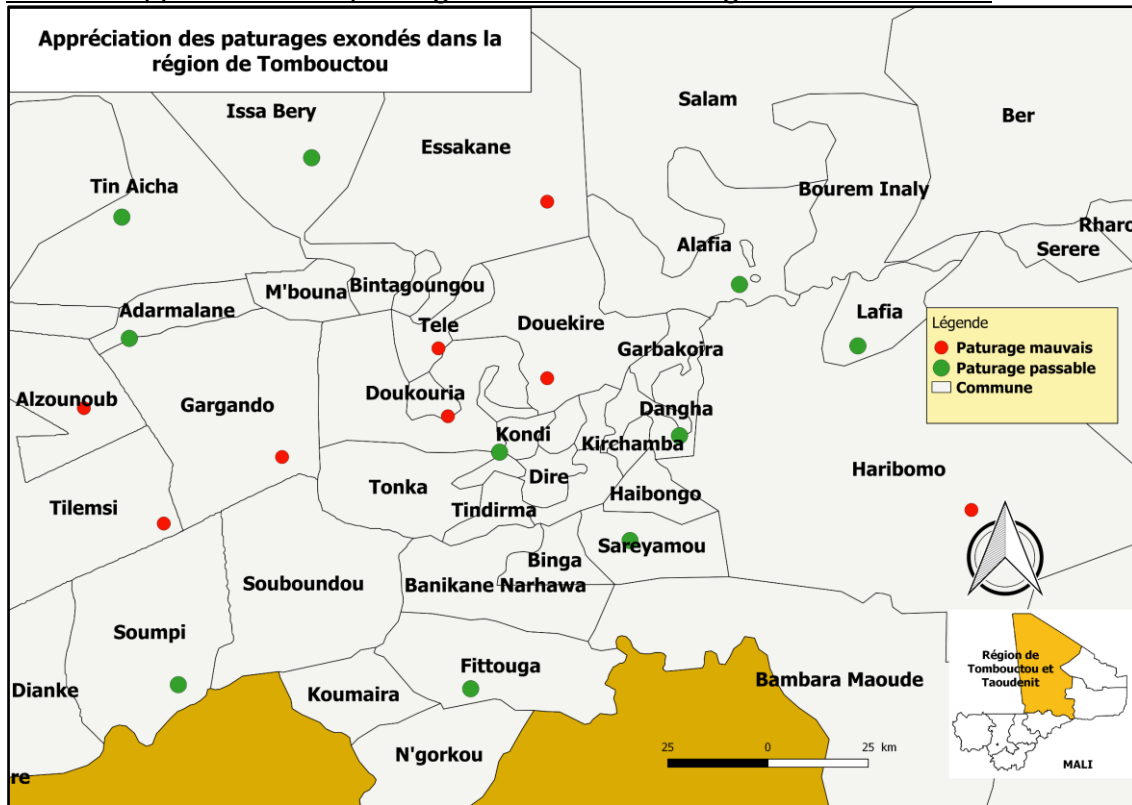 Appréciation des paturages exondés dans la
région de Tombouctou
Issa Bery
Salam
Ber
Essakane
Tin Aicha
Bourem Inaly
Rharo
Alafia
Serere
M'bouna
Bintagoungou
Adarmalane
Tele
Douekire
Lafia
Garbakoira
Légende
Paturage mauvais
Paturage passable
Commune
Alzounoub
Gargando
Doukouria
Dangha
Kondi
Kirchamba
Haribomo
Tonka
Dire
Haibongo
Tilemsi
Tindirma
Sareyamou
Binga
Souboundou
Banikane Narhawa
Soumpi
Fittouga
Bambara Maoude
Dianke
Koumaira
N'gorkou
re
25 0 25 km
Région de
Tombouctou et
Taoudenit
MALI